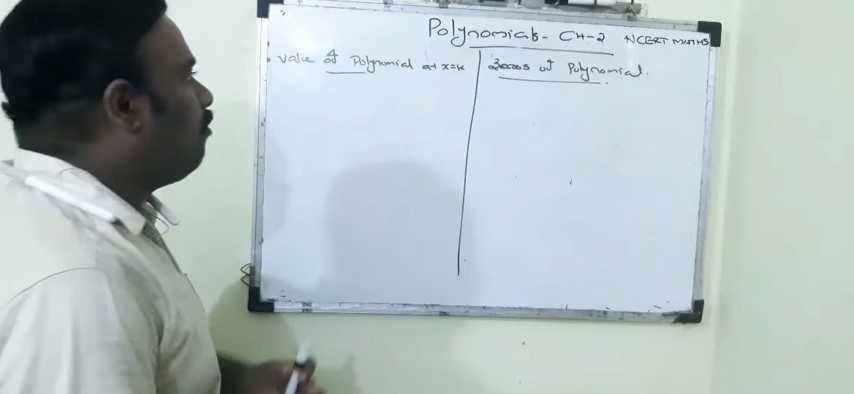 Polynomials - CH-2 NCERT MATHS
value of Polynomial at x=k
Zeroes of Polynomial.